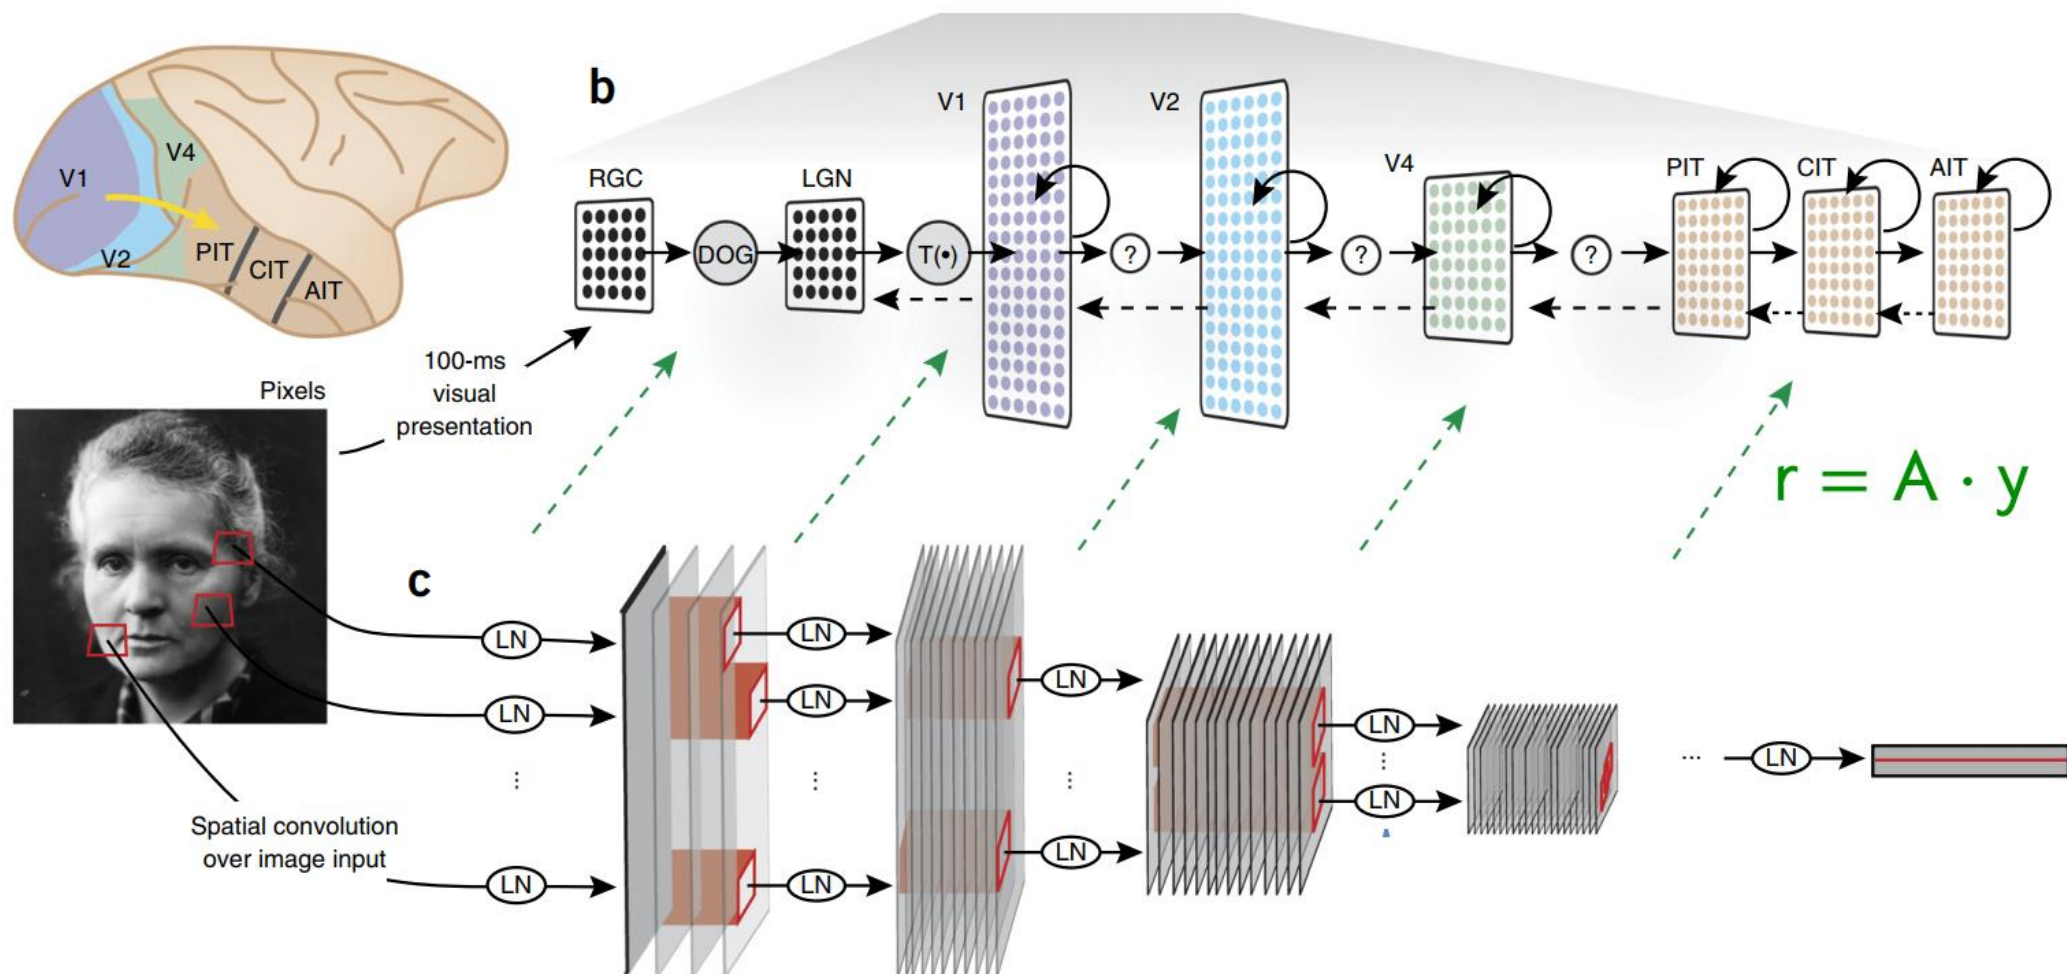 V1
V4
V2
PIT
CIT
AIT
b
RGC
DOG
LGN
T(•)
V1
?
V2
?
V4
?
PIT
CIT
AIT
100-ms
visual
presentation
Pixels
r = A · y
c
LN
LN
LN
LN
LN
LN
LN
LN
LN
LN
LN
...
...
...
...
...
Spatial convolution
over image input